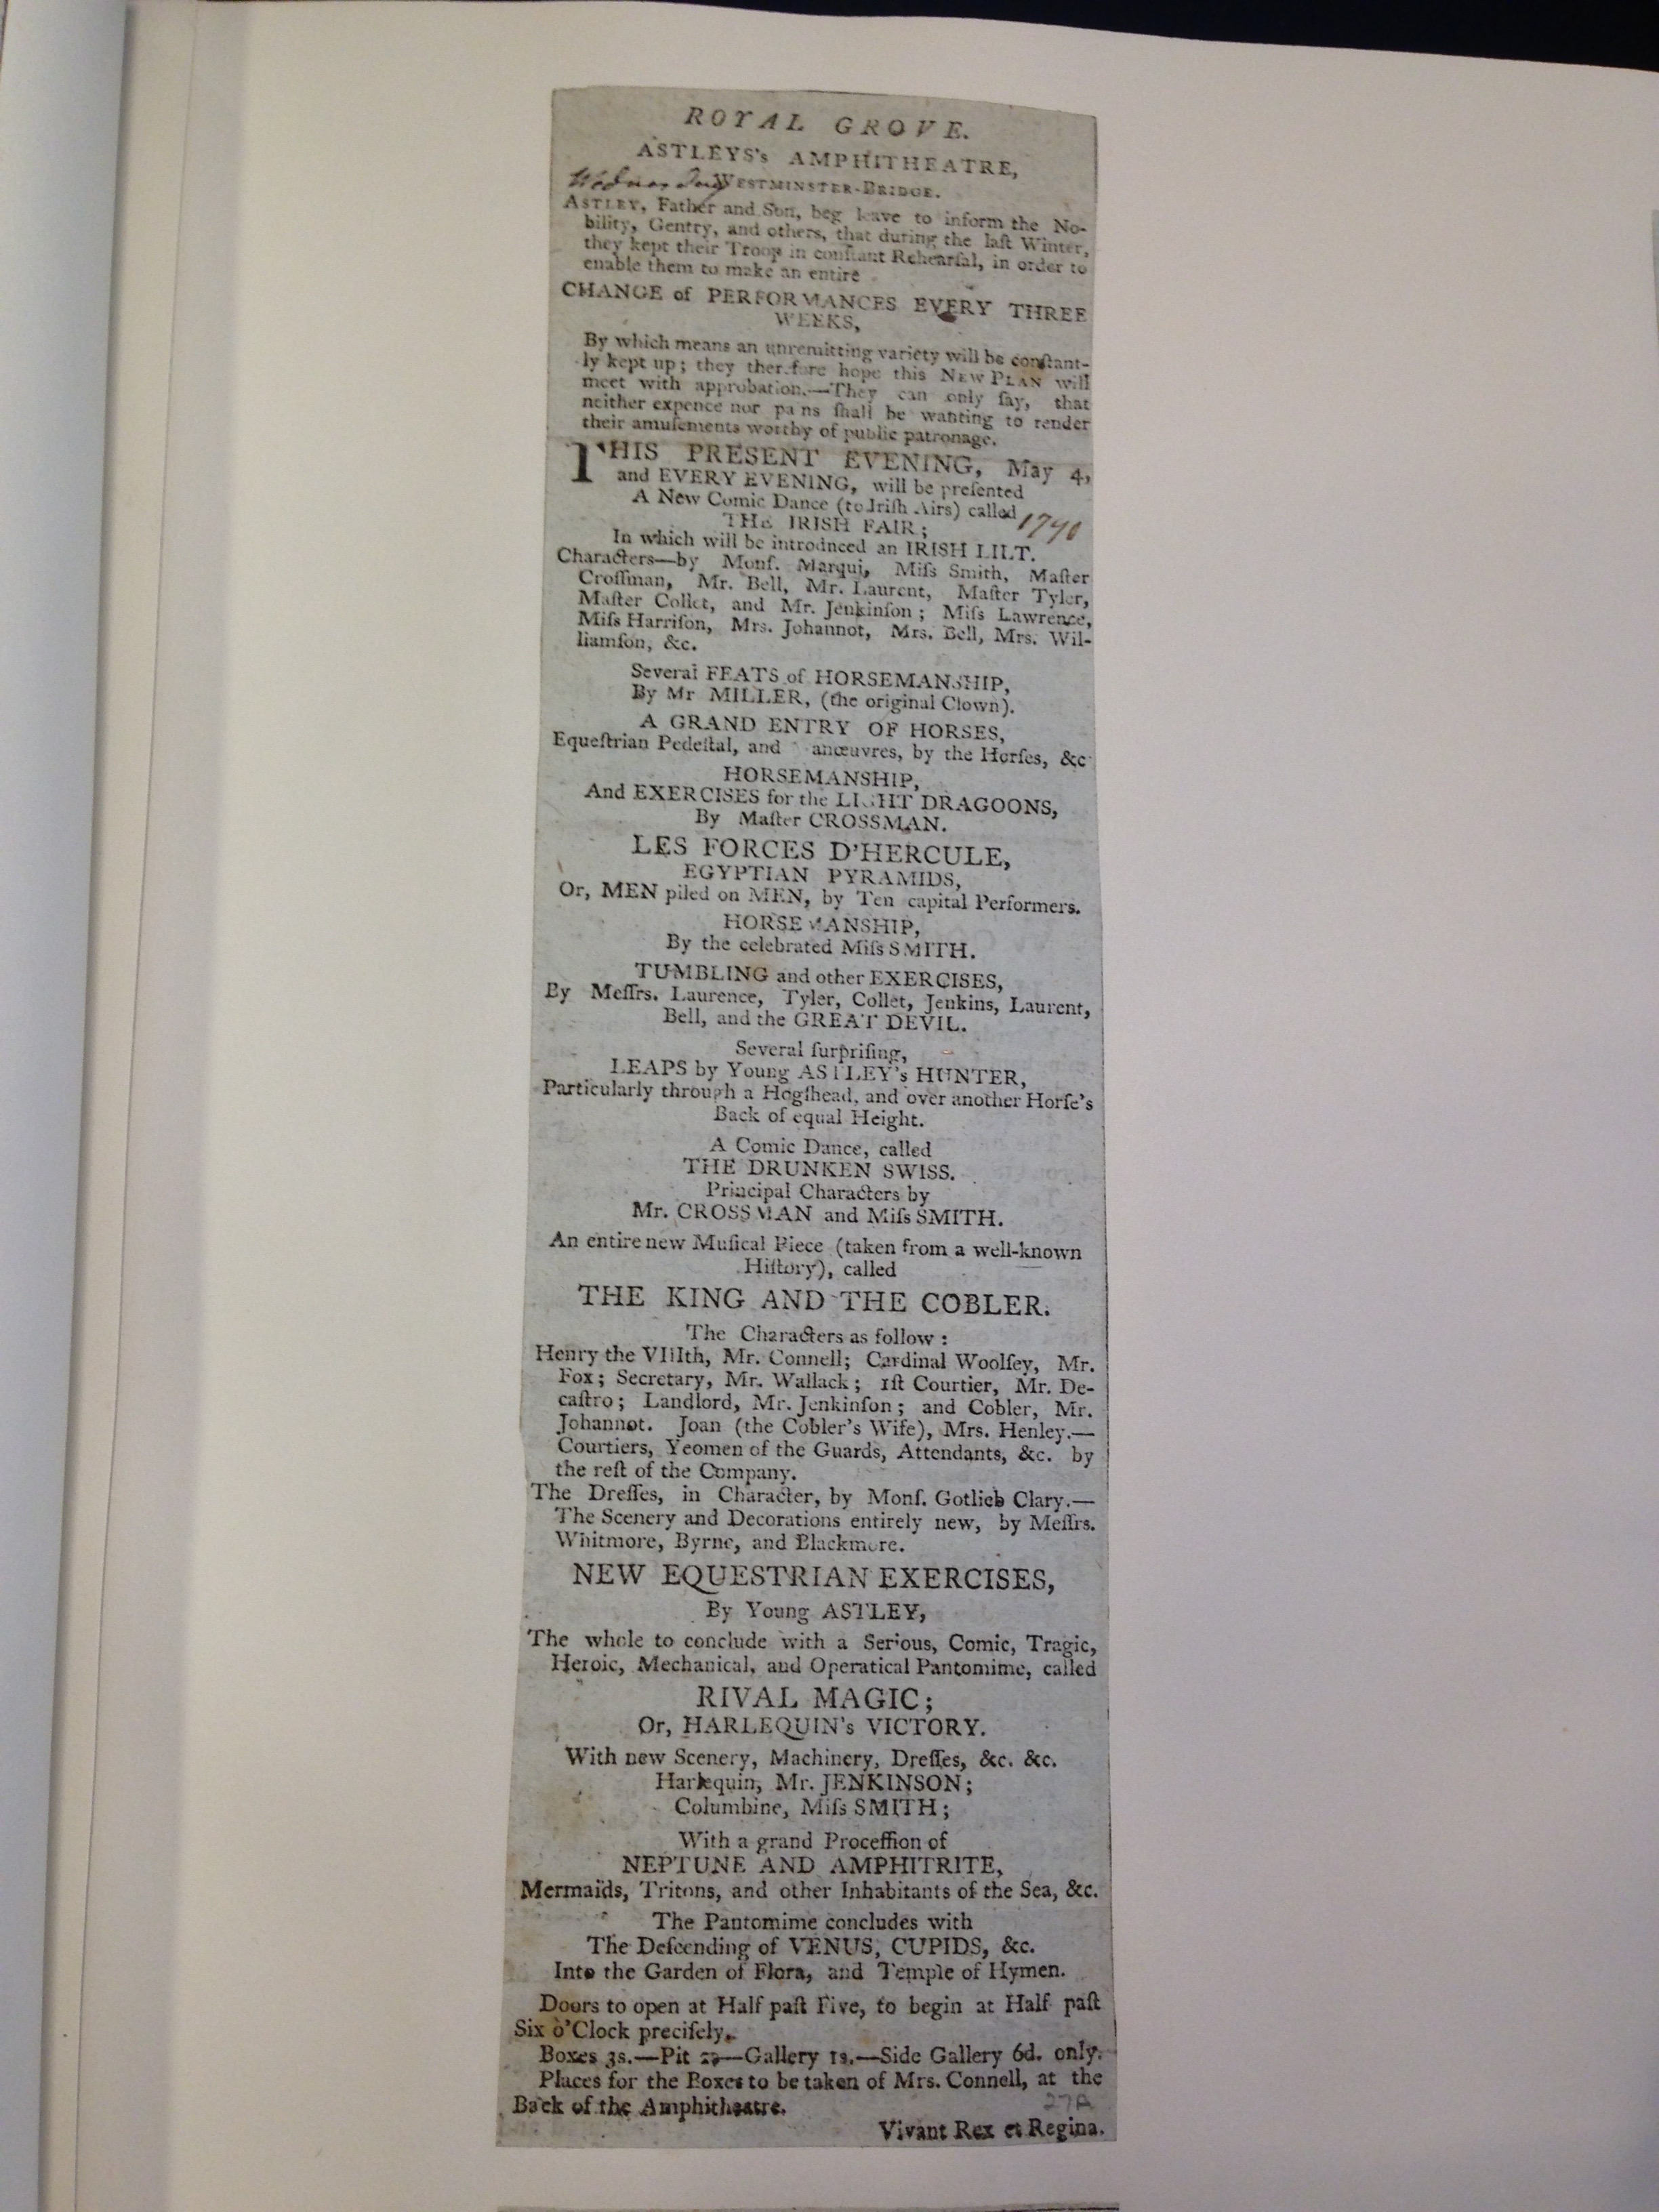 ROYAL GROVE.
ASTLEYS's AMPHITHEATRE,
Wednesday WESTMINSTER-BRIDGE.
ASTLEY, Father and Son, beg leave to inform the No-
bility, Gentry, and others, that during the laſt Winter,
they kept their Troop in conſtant Rehearſal, in order to
enable them to make an entire
CHANGE of PERFORMANCES EVERY THREE
WEEKS,
By which means an unremitting variety will be conſtant-
ly kept up; they therefore hope this NEW PLAN will
meet with approbation.—They can only ſay, that
neither expence nor pa ns ſhall be wanting to render
their amuſements worthy of public patronage.
THIS PRESENT EVENING, May 4,
and EVERY EVENING, will be preſented
A New Comic Dance (to Iriſh Airs) called
1790
THE IRISH FAIR;
In which will be introdnced an IRISH LILT.
Characters—by Monſ. Marqui, Miſs Smith, Maſter
Croſſman, Mr. Bell, Mr. Laurent, Maſter Tyler,
Maſter Collet, and Mr. Jenkinſon; Miſs Lawrence,
Miſs Harriſon, Mrs. Johannot, Mrs. Bell, Mrs. Wil-
liamſon, &c.
Several FEATS of HORSEMANSHIP,
By Mr MILLER, (the original Clown).
A GRAND ENTRY OF HORSES,
Equeſtrian Pedeſtal, and anœuvres, by the Horſes, &c
HORSEMANSHIP,
And EXERCISES for the LIGHT DRAGOONS,
By Maſter CROSSMAN.
LES FORCES D'HERCULE,
EGYPTIAN PYRAMIDS,
Or, MEN piled on MEN, by Ten capital Performers.
HORSEMANSHIP,
By the celebrated Miſs SMITH.
TUMBLING and other EXERCISES,
By Meſſrs. Laurence, Tyler, Collet, Jenkins, Laurent,
Bell, and the GREAT DEVIL.
Several ſurpriſing,
LEAPS by Young ASTLEY's HUNTER,
Particularly through a Hogſhead, and over another Horſe's
Back of equal Height.
A Comic Dance, called
THE DRUNKEN SWISS.
Principal Characters by
Mr. CROSSMAN and Miſs SMITH.
An entire new Muſical Piece (taken from a well-known
Hiſtory), called
THE KING AND THE COBLER.
The Characters as follow:
Henry the VIIIth, Mr. Connell; Cardinal Woolſey, Mr.
Fox; Secretary, Mr. Wallack; 1ſt Courtier, Mr. De-
caſtro; Landlord, Mr. Jenkinſon; and Cobler, Mr.
Johannot. Joan (the Cobler's Wife), Mrs. Henley.—
Courtiers, Yeomen of the Guards, Attendants, &c. by
the reſt of the Company.
The Dreſſes, in Character, by Monſ. Gotlieb Clary.—
The Scenery and Decorations entirely new, by Meſſrs.
Whitmore, Byrne, and Blackmore.
NEW EQUESTRIAN EXERCISES,
By Young ASTLEY,
The whole to conclude with a Serious, Comic, Tragic,
Heroic, Mechanical, and Operatical Pantomime, called
RIVAL MAGIC;
Or, HARLEQUIN's VICTORY.
With new Scenery, Machinery, Dreſſes, &c. &c.
Harlequin, Mr. JENKINSON;
Columbine, Miſs SMITH;
With a grand Proceſſion of
NEPTUNE AND AMPHITRITE,
Mermaids, Tritons, and other Inhabitants of the Sea, &c.
The Pantomime concludes with
The Deſcending of VENUS, CUPIDS, &c.
Into the Garden of Flora, and Temple of Hymen.
Doors to open at Half paſt Five, to begin at Half paſt
Six o'Clock preciſely.
Boxes 3s.—Pit 2s—Gallery 1s.—Side Gallery 6d. only.
Places for the Boxes to be taken of Mrs. Connell, at the
Back of the Amphitheatre.
27A
Vivant Rex et Regina.